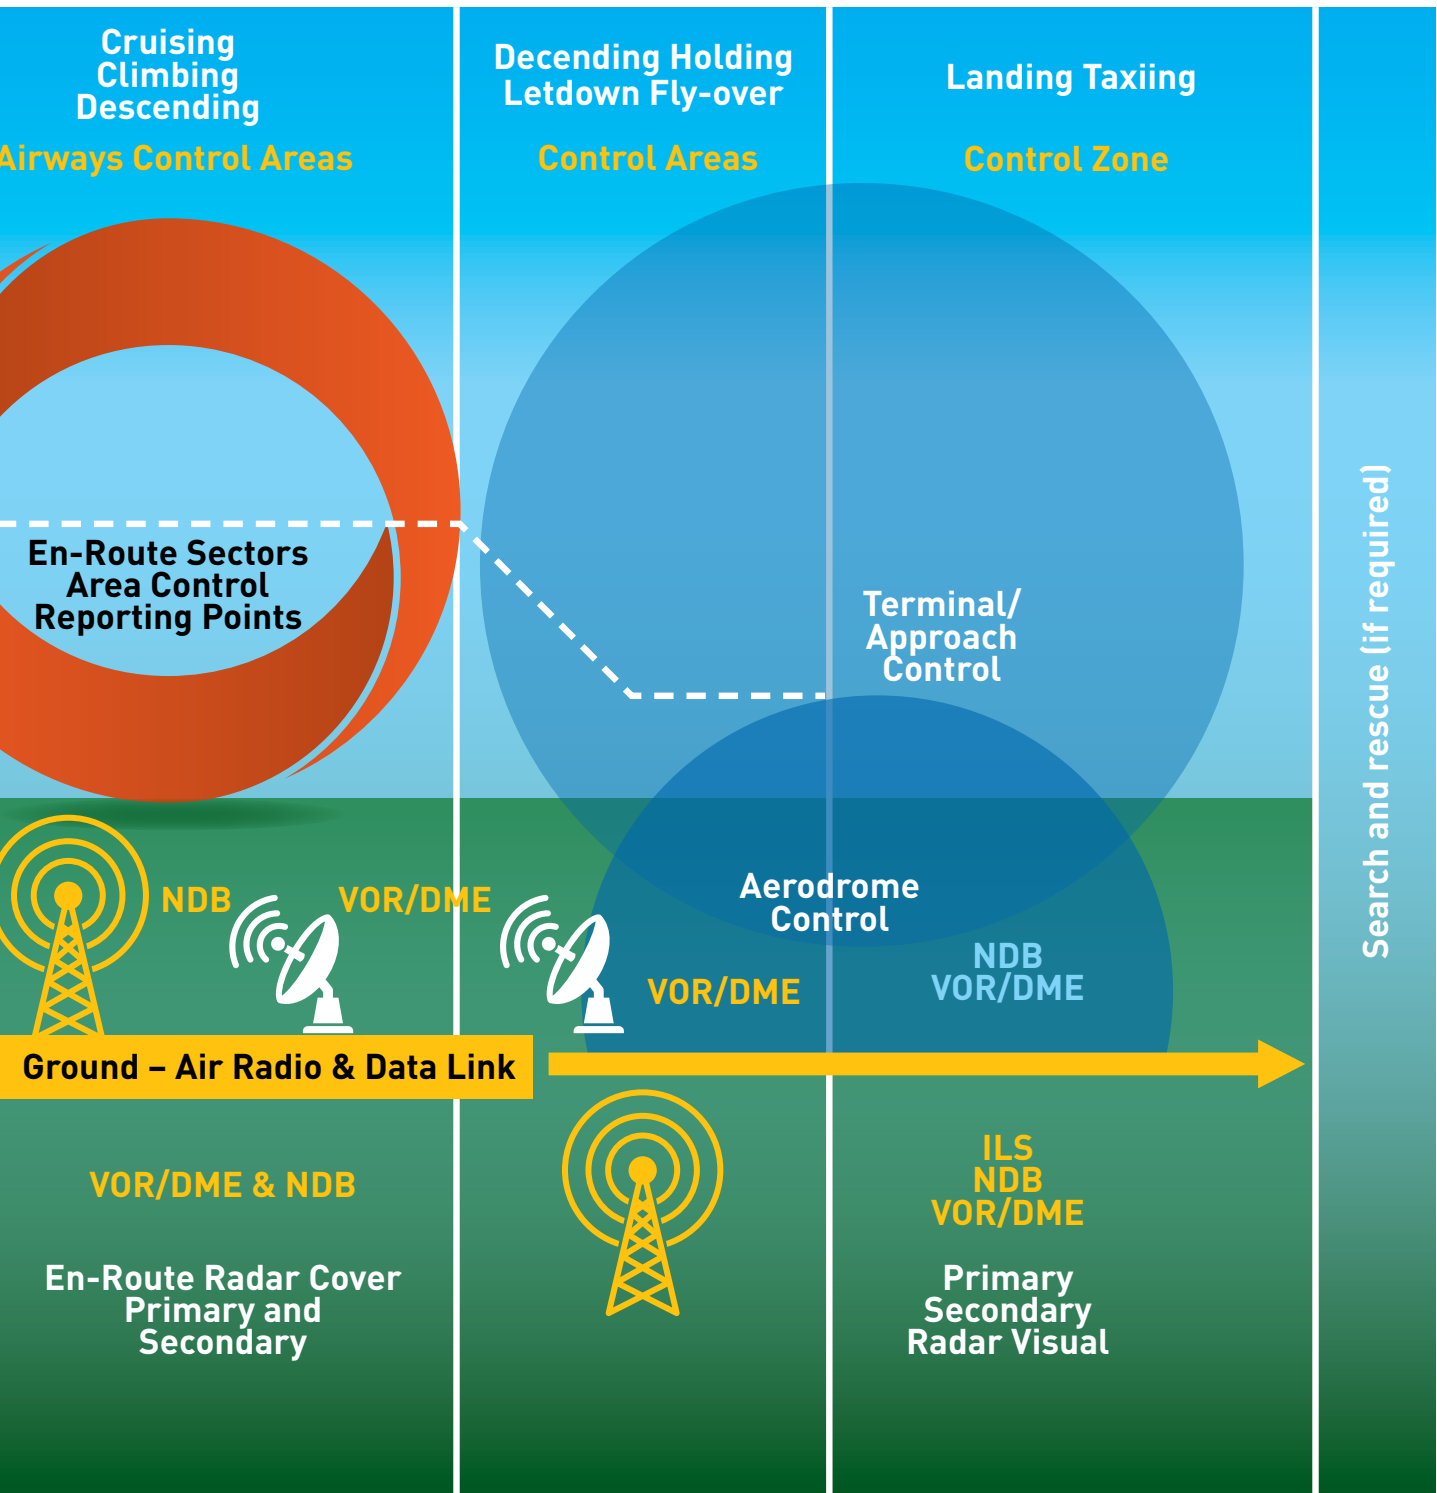 Cruising
Climbing
Descending
Airways Control Areas
En-Route Sectors
Area Control
Reporting Points
NDB
VOR/DME
Ground – Air Radio & Data Link
VOR/DME & NDB
En-Route Radar Cover
Primary and
Secondary
Decending Holding
Letdown Fly-over
Control Areas
Landing Taxiing
Control Zone
Terminal/
Approach
Control
Aerodrome
Control
VOR/DME
NDB
VOR/DME
ILS
NDB
VOR/DME
Primary
Secondary
Radar Visual
Search and rescue (if required)